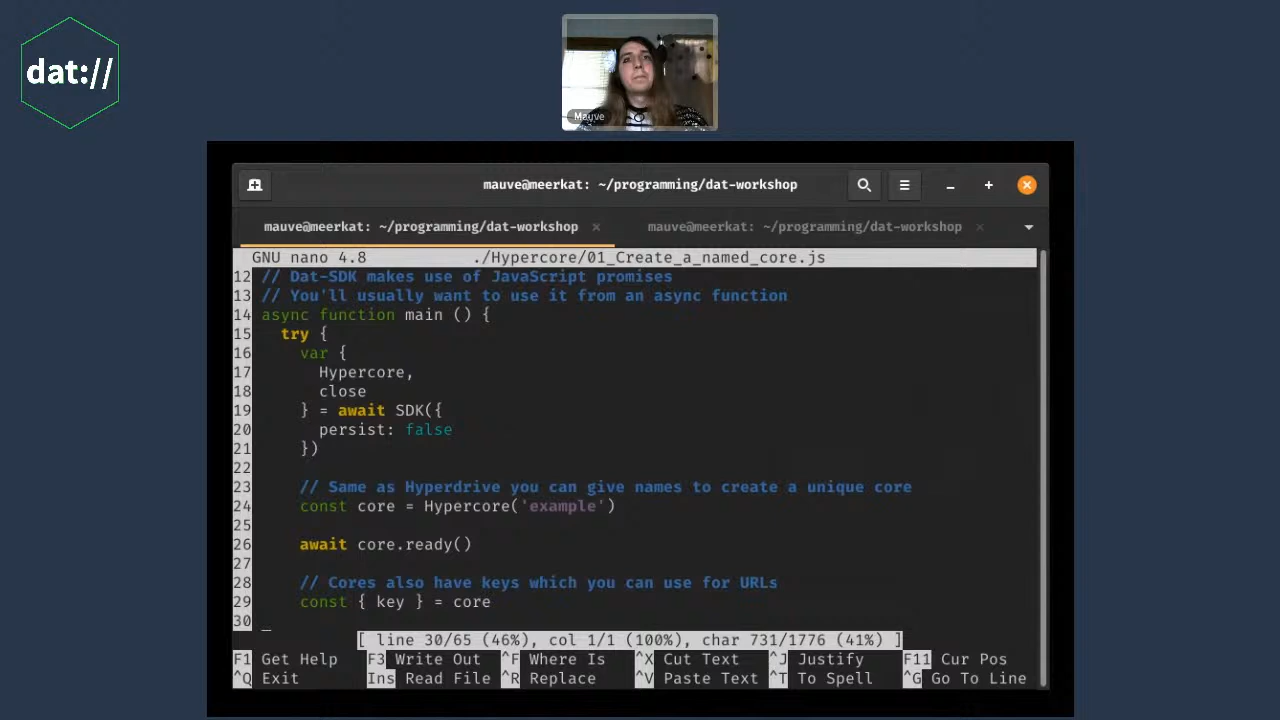 dat://
Mauve
mauve@meerkat: ~/programming/dat-workshop
mauve@meerkat: ~/programming/dat-workshop × mauve@meerkat: ~/programming/dat-workshop ×
GNU nano 4.8 ./Hypercore/01_Create_a_named_core.js
12 // Dat-SDK makes use of JavaScript promises
13 // You'll usually want to use it from an async function
14 async function main () {
15   try {
16     var {
17       Hypercore,
18       close
19     } = await SDK({
20       persist: false
21     })
22
23     // Same as Hyperdrive you can give names to create a unique core
24     const core = Hypercore('example')
25
26     await core.ready()
27
28     // Cores also have keys which you can use for URLs
29     const { key } = core
30
[ line 30/65 (46%), col 1/1 (100%), char 731/1776 (41%) ]
F1 Get Help F3 Write Out ^F Where Is ^X Cut Text ^J Justify F11 Cur Pos
^Q Exit Ins Read File ^R Replace ^V Paste Text ^T To Spell ^G Go To Line